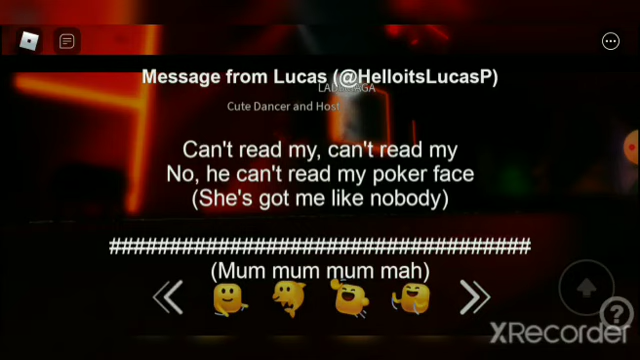 Message from Lucas (@HelloitsLucasP)
Cute Dancer and Host
Can't read my, can't read my
No, he can't read my poker face
(She's got me like nobody)
###################################
(Mum mum mum mah)
?
XRecorder